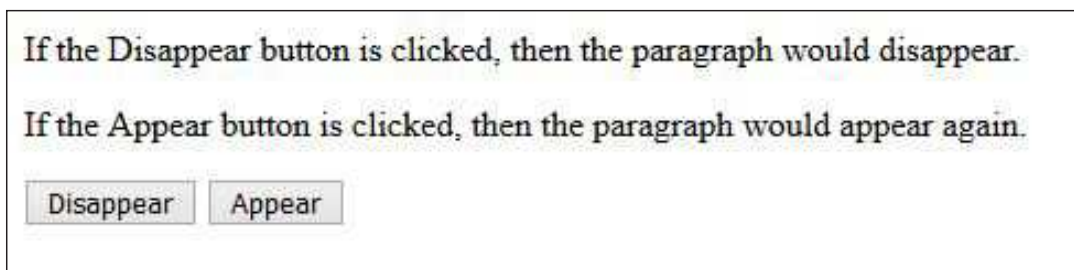 If the Disappear button is clicked, then the paragraph would disappear.
If the Appear button is clicked, then the paragraph would appear again.
Disappear Appear